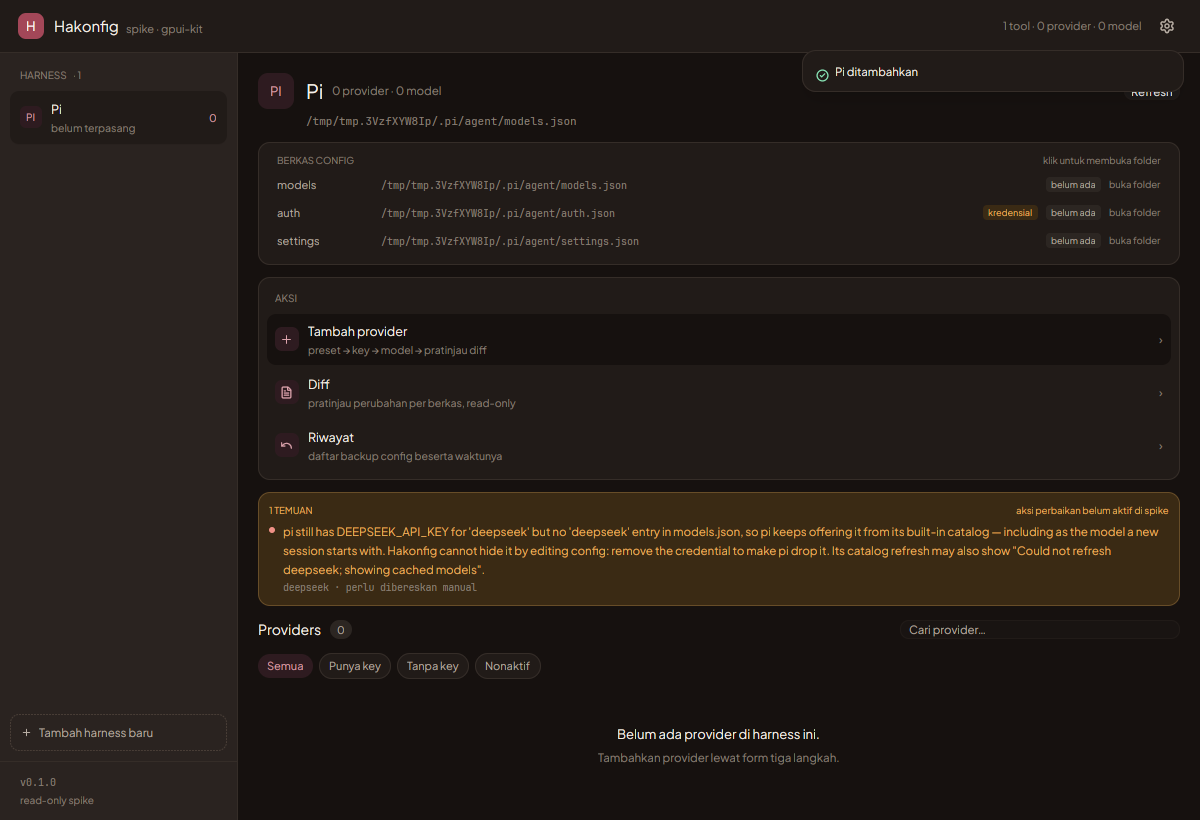 H Hakonfig spike · gpui-kit
1 tool · 0 provider · 0 model
HARNESS · 1
PI Pi 0
belum terpasang
+ Tambah harness baru
v0.1.0
read-only spike
Pi ditambahkan
Refresh
PI Pi 0 provider · 0 model
/tmp/tmp.3VzfXYW8Ip/.pi/agent/models.json
BERKAS CONFIG klik untuk membuka folder
models /tmp/tmp.3VzfXYW8Ip/.pi/agent/models.json belum ada buka folder
auth /tmp/tmp.3VzfXYW8Ip/.pi/agent/auth.json kredensial belum ada buka folder
settings /tmp/tmp.3VzfXYW8Ip/.pi/agent/settings.json belum ada buka folder
AKSI
Tambah provider ›
preset → key → model → pratinjau diff
Diff ›
pratinjau perubahan per berkas, read-only
Riwayat ›
daftar backup config beserta waktunya
1 TEMUAN aksi perbaikan belum aktif di spike
pi still has DEEPSEEK_API_KEY for 'deepseek' but no 'deepseek' entry in models.json, so pi keeps offering it from its built-in catalog — including as the model a new
session starts with. Hakonfig cannot hide it by editing config: remove the credential to make pi drop it. Its catalog refresh may also show "Could not refresh
deepseek; showing cached models".
deepseek · perlu dibereskan manual
Providers 0 Cari provider…
Semua Punya key Tanpa key Nonaktif
Belum ada provider di harness ini.
Tambahkan provider lewat form tiga langkah.